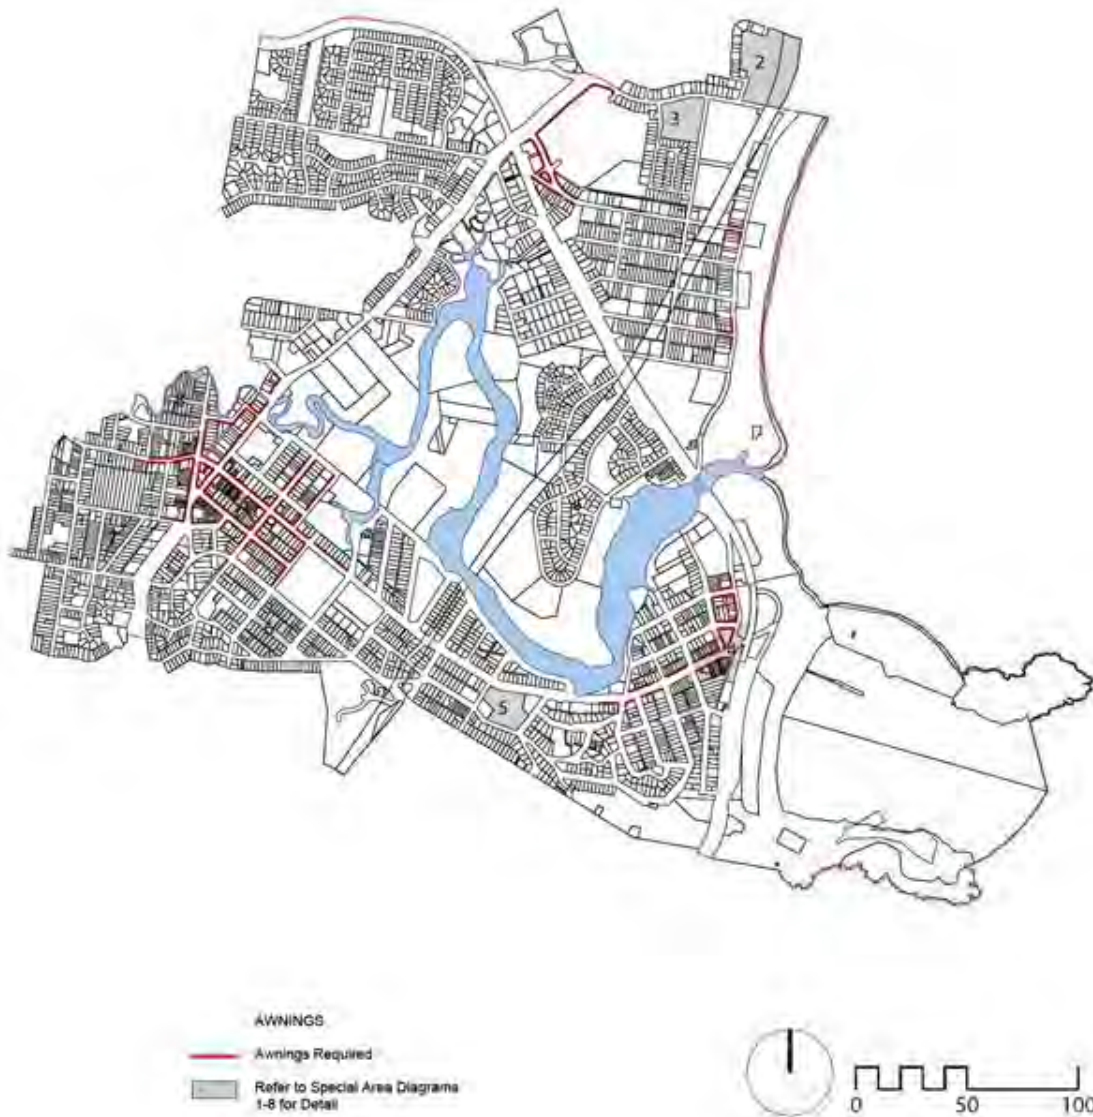 2
3
5
AWNINGS
Awnings Required
Refer to Special Area Diagrams
1-8 for Detail
0 50 100